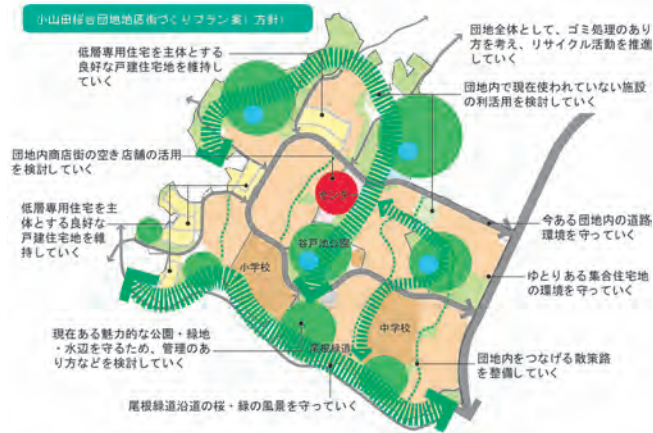 小山田桜台団地地区街づくりプラン案(方針)
低層専用住宅を主体とする
良好な戸建住宅地を維持し
ていく
団地全体として、ゴミ処理のあり
方を考え、リサイクル活動を推進
していく
団地内で現在使われていない施設
の利活用を検討していく
団地内商店街の空き店舗の活用
を検討していく
センター
低層専用住宅を主
体とする良好な
戸建住宅地を維
持していく
今ある団地内の道路
環境を守っていく
谷戸池公園
小学校
ゆとりある集合住宅地
の環境を守っていく
中学校
現在ある魅力的な公園・緑地
・水辺を守るため、管理のあ
り方などを検討していく
尾根緑道
団地内をつなげる散策路
を整備していく
尾根緑道沿道の桜・緑の風景を守っていく